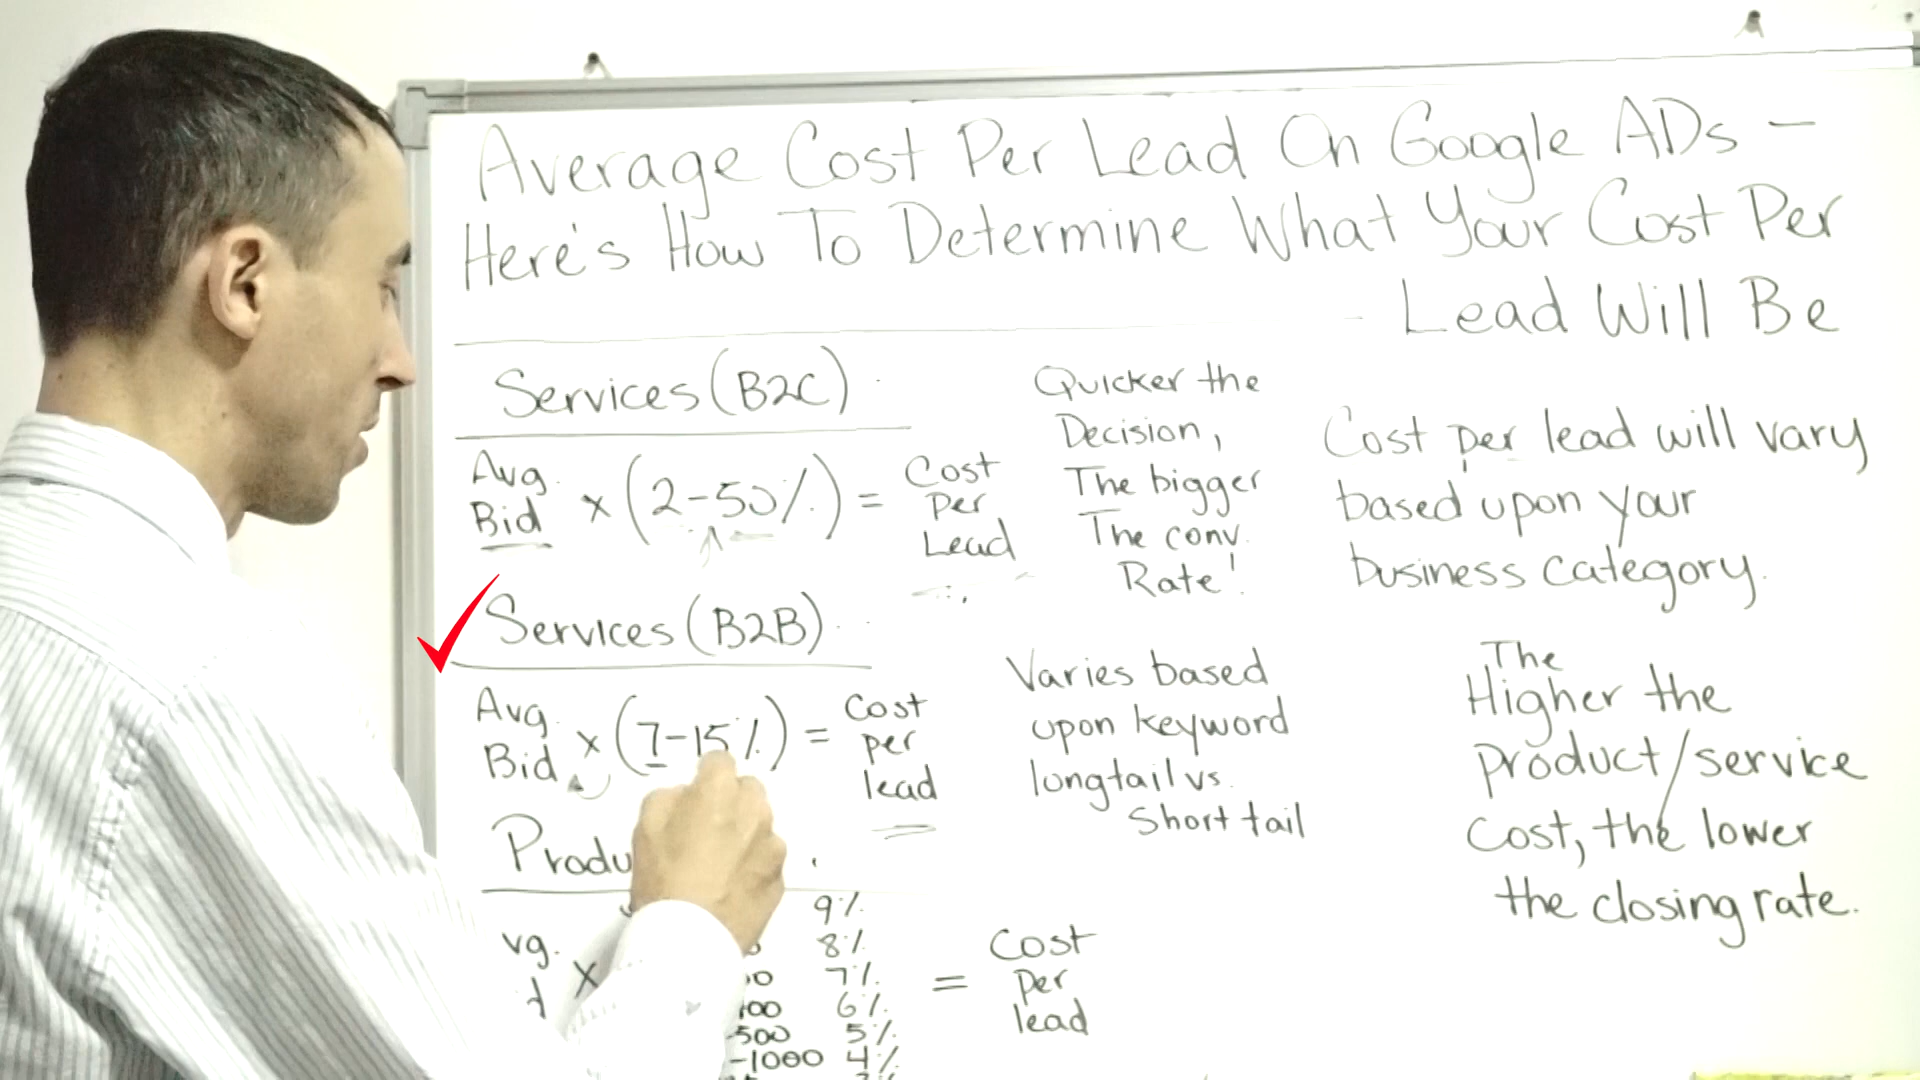 Average Cost Per Lead On Google ADs -
Here's How To Determine What Your Cost Per
- Lead Will Be
Services (B2C)
Avg. Bid x (2-50%) = Cost Per Lead
Quicker the
Decision,
The bigger
The conv.
Rate!
Cost per lead will vary
based upon your
business category.
Services (B2B)
Avg. Bid x (7-15%) = Cost per lead
Varies based
upon keyword
longtail vs.
Short tail
The
Higher the
product/service
Cost, the lower
the closing rate.
Produ
9%
8%
7%
6%
-500 5%
-1000 4%
vg. x = Cost Per lead